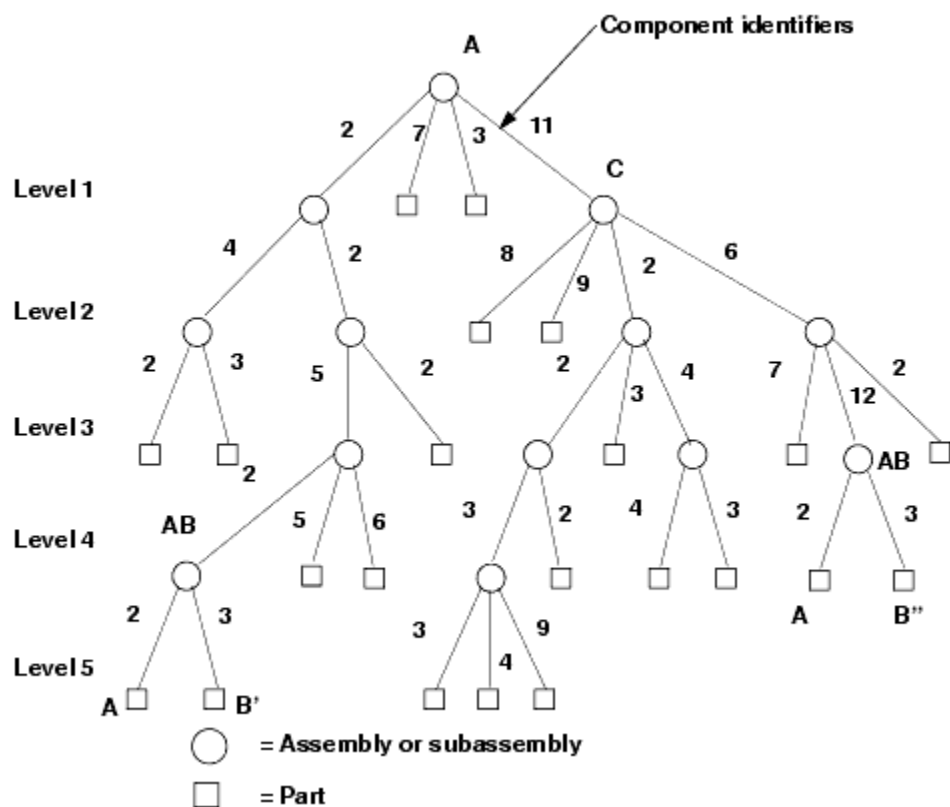 Component identifiers
A
2 7 3 11
C
Level 1
4 2 8 9 2 6
Level 2
2 3 5 2 2 3 4 7 12 2
Level 3
AB
2 5 6 3 2 4 3 2 3
AB
Level 4
A B”
2 3 3 4 9
Level 5
A B’
= Assembly or subassembly
= Part